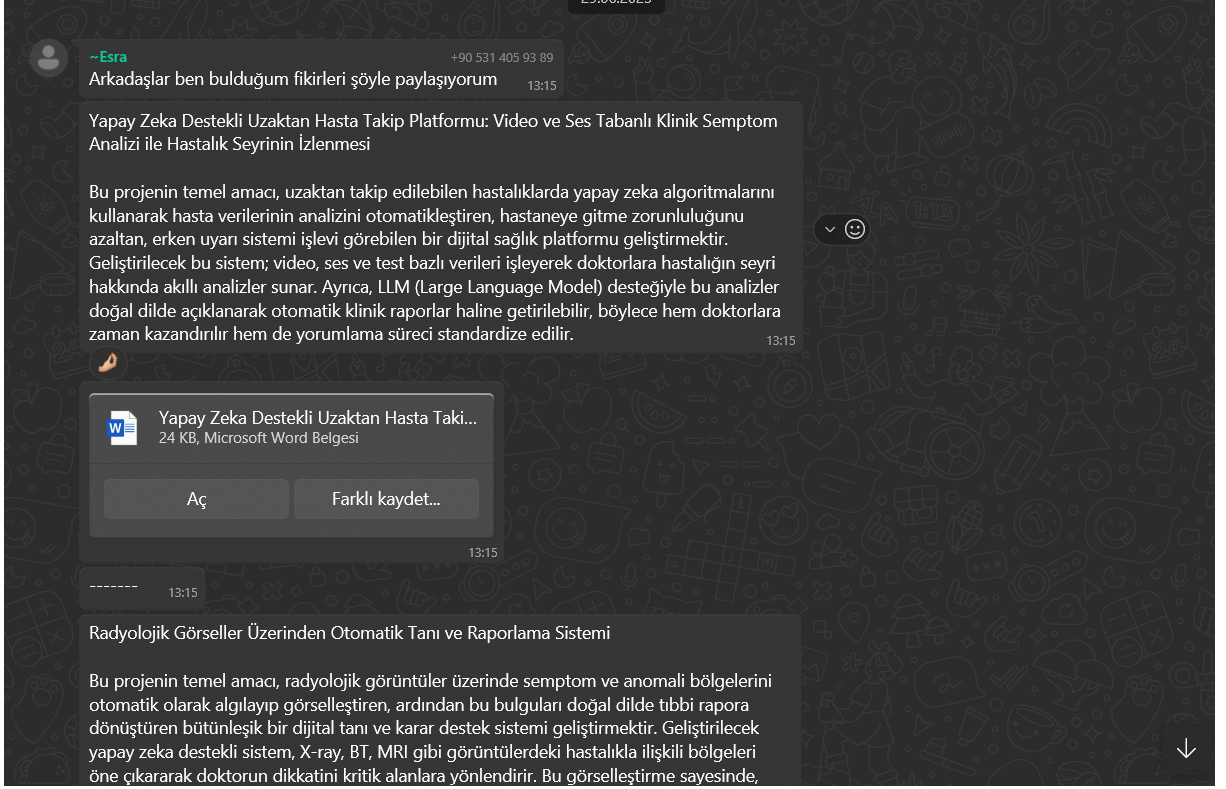 ~Esra
+90 531 405 93 89
Arkadaşlar ben bulduğum fikirleri şöyle paylaşıyorum
13:15
Yapay Zeka Destekli Uzaktan Hasta Takip Platformu: Video ve Ses Tabanlı Klinik Semptom
Analizi ile Hastalık Seyrinin İzlenmesi
Bu projenin temel amacı, uzaktan takip edilebilen hastalıklarda yapay zeka algoritmalarını
kullanarak hasta verilerinin analizini otomatikleştiren, hastaneye gitme zorunluluğunu
azaltan, erken uyarı sistemi işlevi görebilen bir dijital sağlık platformu geliştirmektir.
Geliştirilecek bu sistem; video, ses ve test bazlı verileri işleyerek doktorlara hastalığın seyri
hakkında akıllı analizler sunar. Ayrıca, LLM (Large Language Model) desteğiyle bu analizler
doğal dilde açıklanarak otomatik klinik raporlar haline getirilebilir, böylece hem doktorlara
zaman kazandırılır hem de yorumlama süreci standardize edilir.
13:15
Yapay Zeka Destekli Uzaktan Hasta Taki...
24 KB, Microsoft Word Belgesi
Aç
Farklı kaydet...
13:15
-------
13:15
Radyolojik Görseller Üzerinden Otomatik Tanı ve Raporlama Sistemi
Bu projenin temel amacı, radyolojik görüntüler üzerinde semptom ve anomali bölgelerini
otomatik olarak algılayıp görselleştiren, ardından bu bulguları doğal dilde tıbbi rapora
dönüştüren bütünleşik bir dijital tanı ve karar destek sistemi geliştirmektir. Geliştirilecek
yapay zeka destekli sistem, X-ray, BT, MRI gibi görüntülerdeki hastalıkla ilişkili bölgeleri
öne çıkararak doktorun dikkatini kritik alanlara yönlendirir. Bu görselleştirme sayesinde,